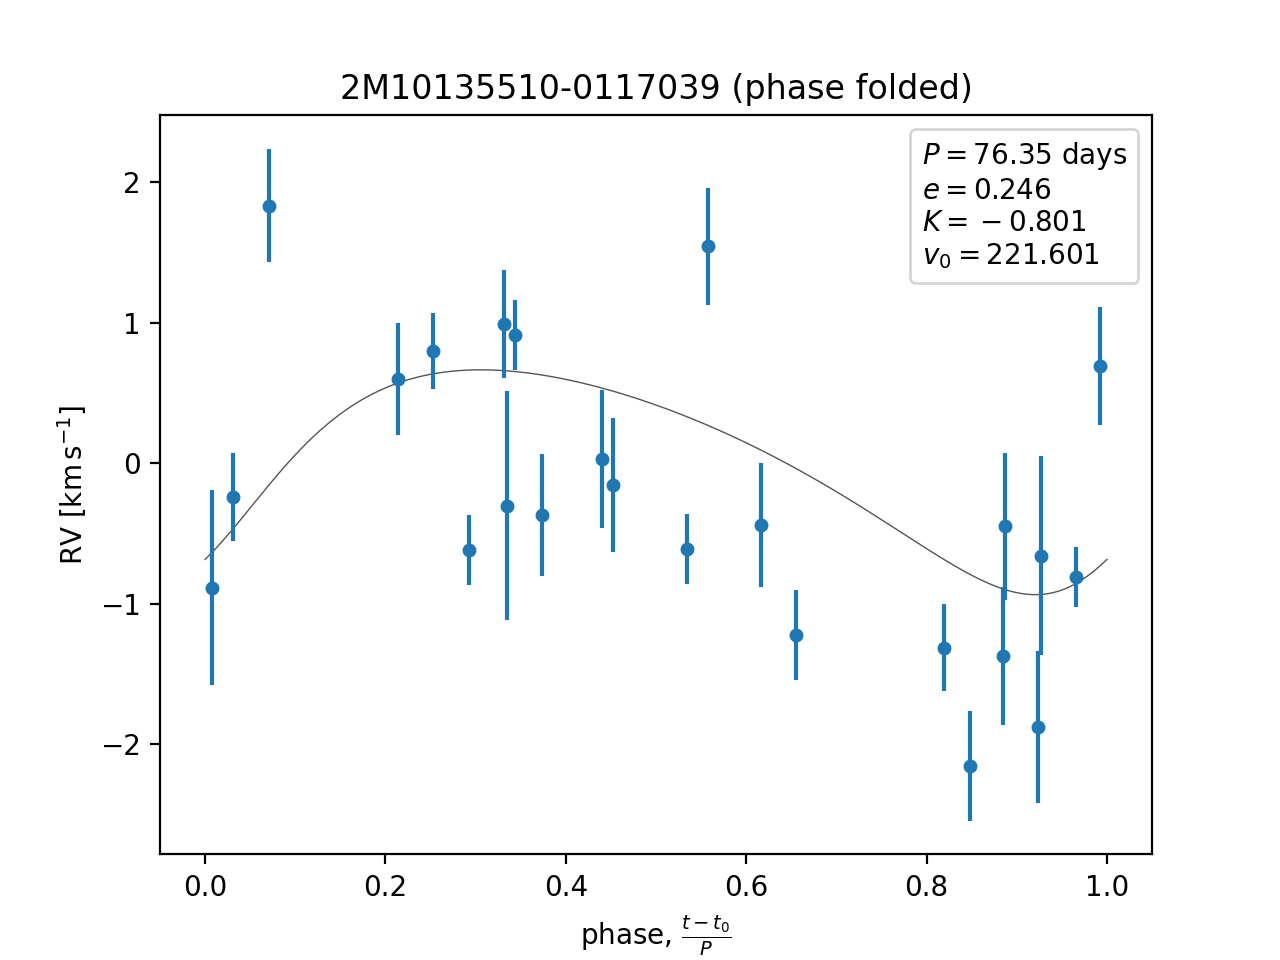 2M10135510-0117039 (phase folded)
P = 76.35 days
e = 0.246
K = −0.801
v₀ = 221.601
2
1
0
−1
−2
RV [km s⁻¹]
0.0 0.2 0.4 0.6 0.8 1.0
phase, (t − t₀)/P